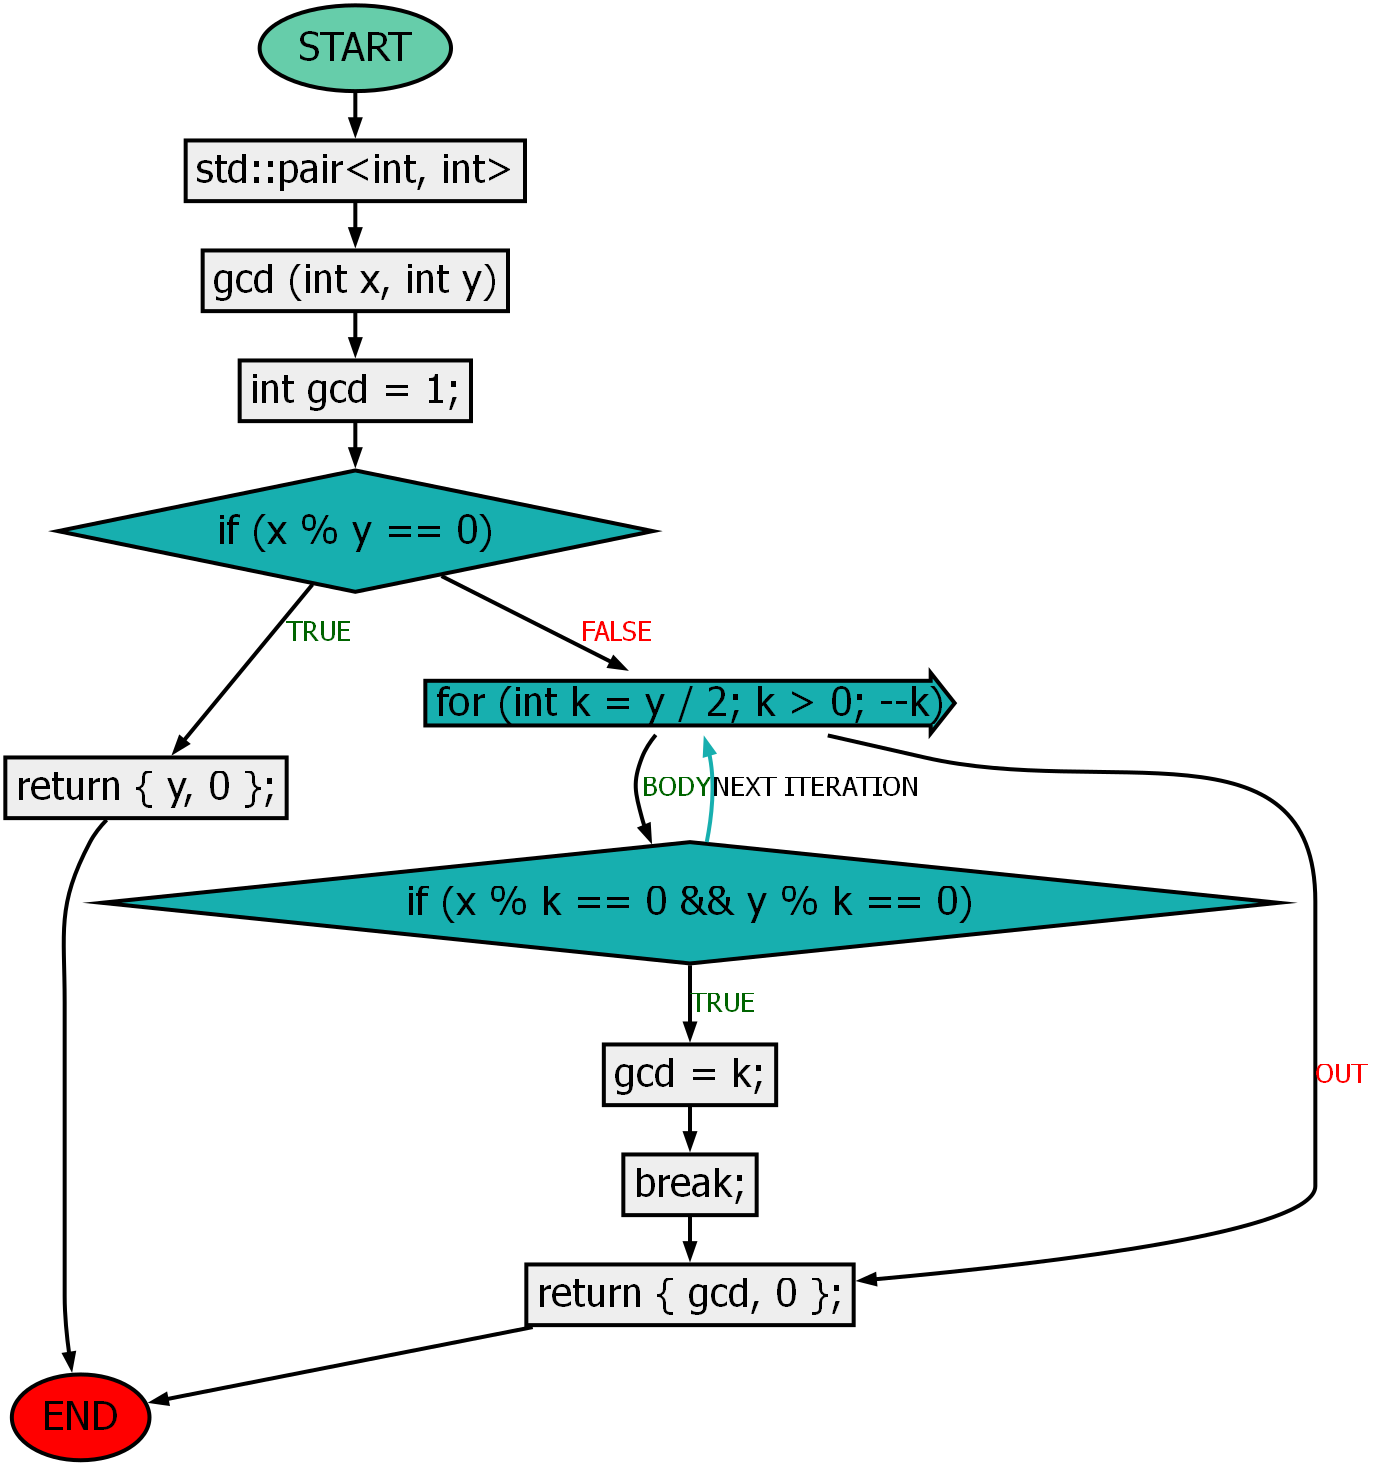 START
std::pair<int, int>
gcd (int x, int y)
int gcd = 1;
if (x % y == 0)
TRUE
FALSE
for (int k = y / 2; k > 0; --k)
return { y, 0 };
BODY
NEXT ITERATION
if (x % k == 0 && y % k == 0)
TRUE
gcd = k;
OUT
break;
return { gcd, 0 };
END